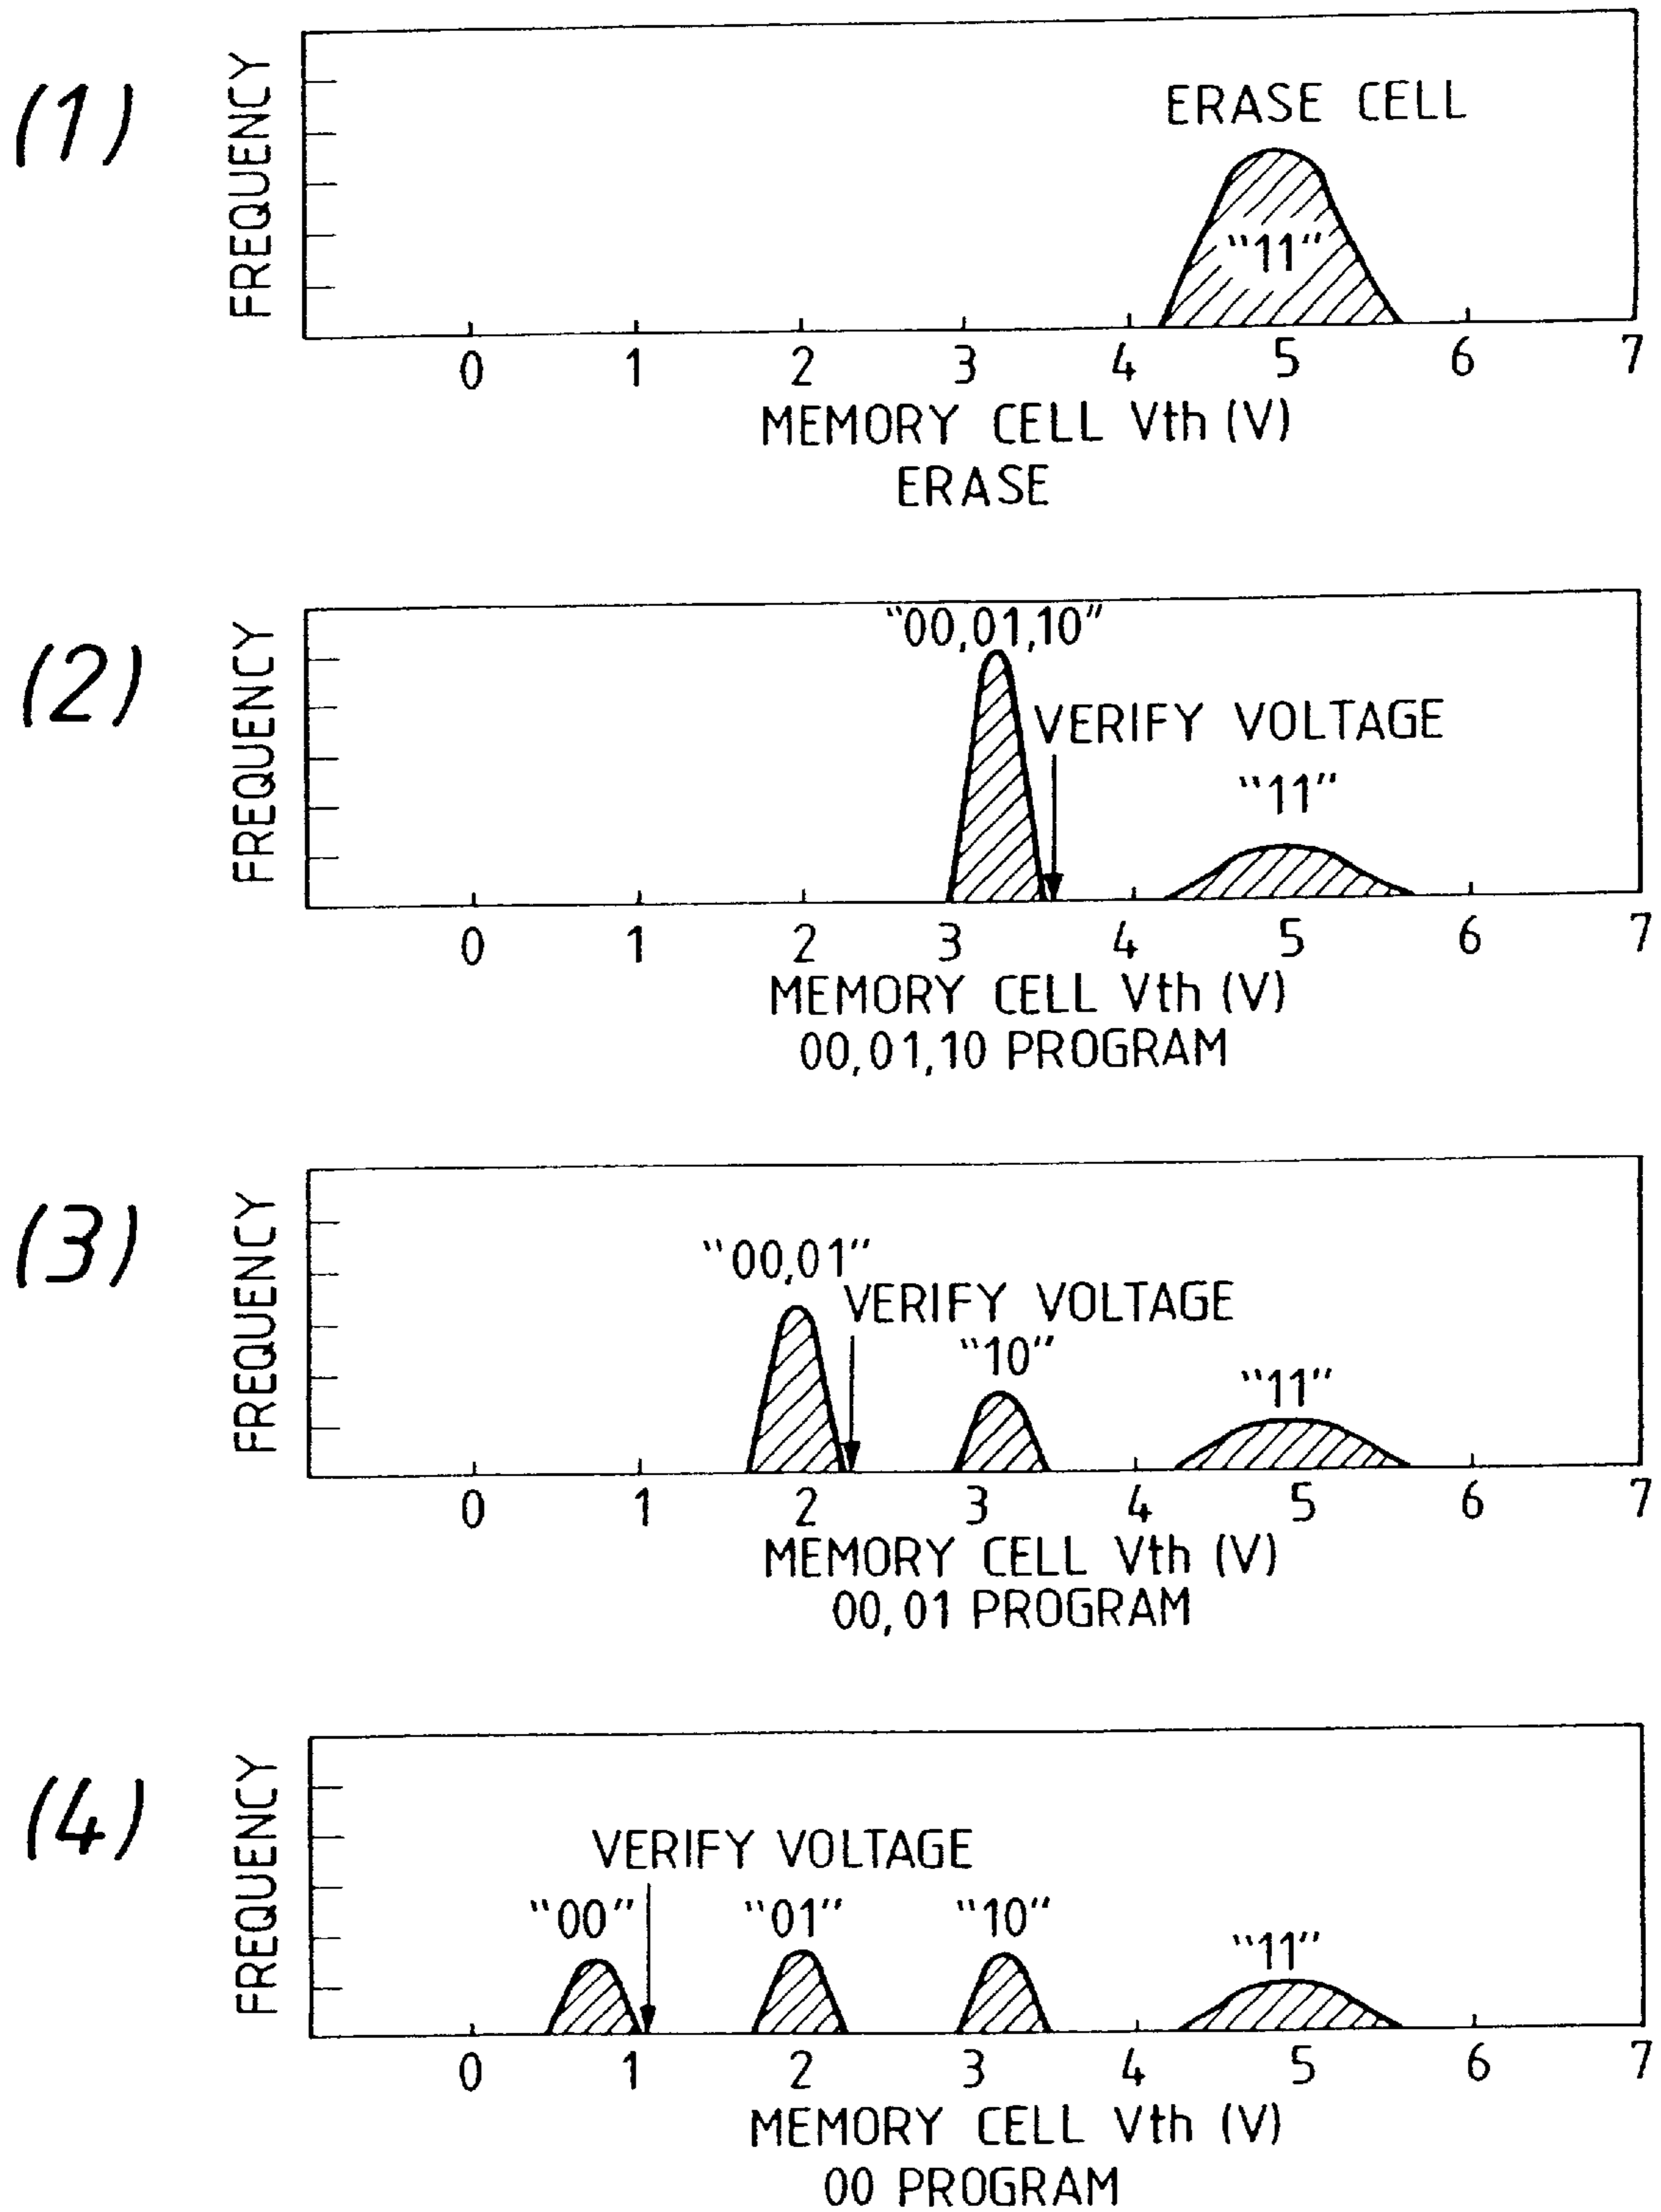 (1)
FREQUENCY
ERASE CELL
"11"
0 1 2 3 4 5 6 7
MEMORY CELL Vth (V)
ERASE
(2)
FREQUENCY
"00,01,10"
VERIFY VOLTAGE
"11"
0 1 2 3 4 5 6 7
MEMORY CELL Vth (V)
00,01,10 PROGRAM
(3)
FREQUENCY
"00,01"
VERIFY VOLTAGE
"10"
"11"
0 1 2 3 4 5 6 7
MEMORY CELL Vth (V)
00,01 PROGRAM
(4)
FREQUENCY
VERIFY VOLTAGE
"00" "01" "10" "11"
0 1 2 3 4 5 6 7
MEMORY CELL Vth (V)
00 PROGRAM